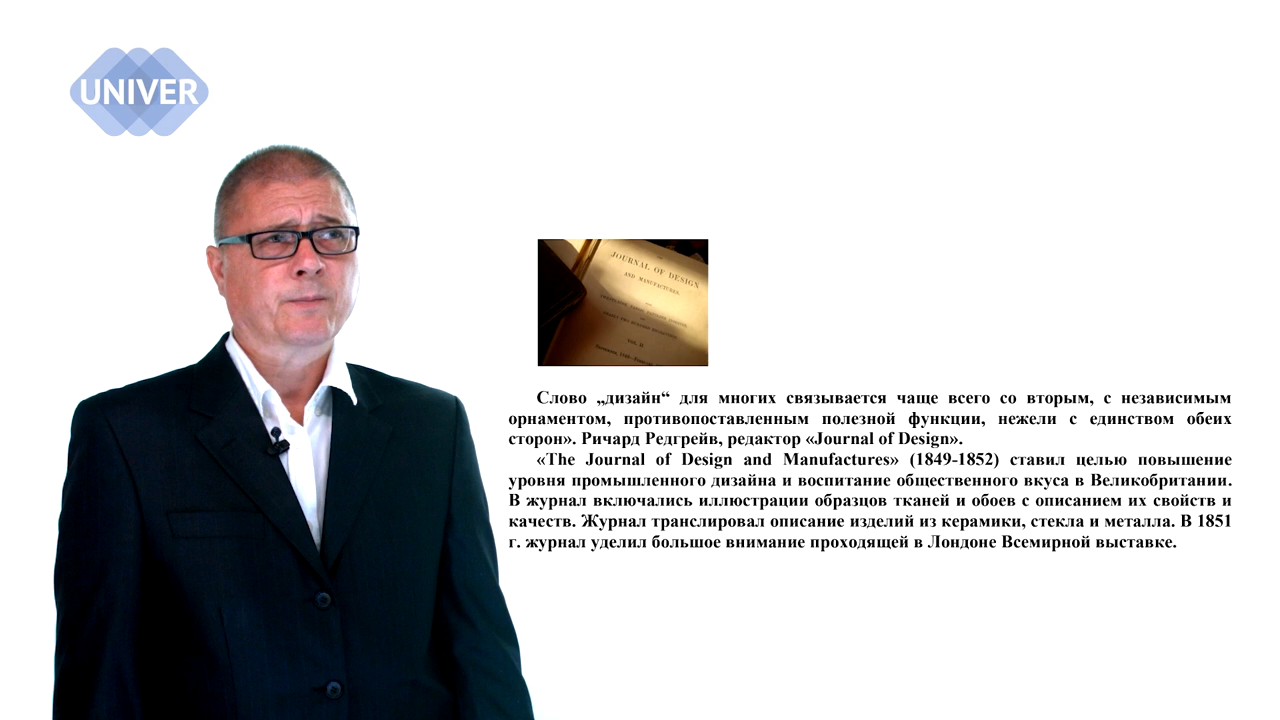 UNIVER
JOURNAL OF DESIGN
AND MANUFACTURES.
VOL. II
Слово „дизайн“ для многих связывается чаще всего со вторым, с независимым
орнаментом, противопоставленным полезной функции, нежели с единством обеих
сторон». Ричард Редгрейв, редактор «Journal of Design».
«The Journal of Design and Manufactures» (1849-1852) ставил целью повышение
уровня промышленного дизайна и воспитание общественного вкуса в Великобритании.
В журнал включались иллюстрации образцов тканей и обоев с описанием их свойств и
качеств. Журнал транслировал описание изделий из керамики, стекла и металла. В 1851
г. журнал уделил большое внимание проходящей в Лондоне Всемирной выставке.